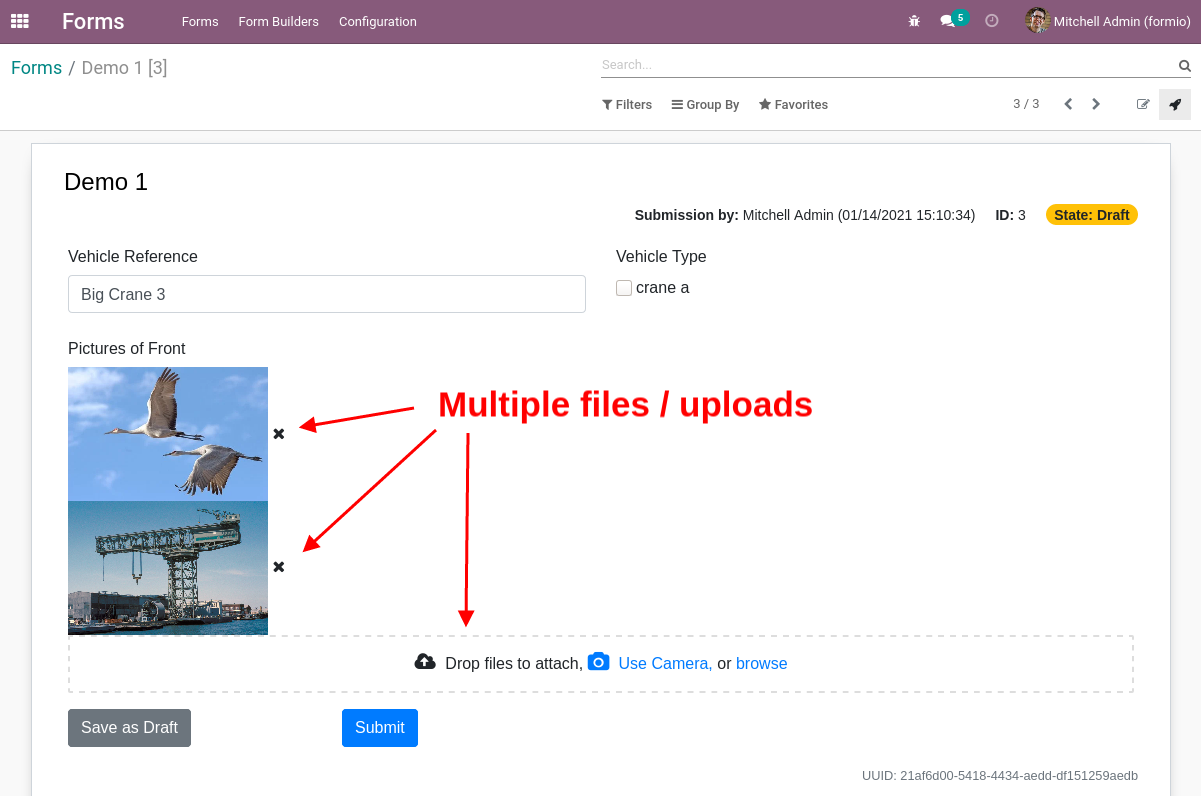 Forms Forms Form Builders Configuration 5 Mitchell Admin (formio)
Forms / Demo 1 [3]
Search...
Filters Group By Favorites 3 / 3
Demo 1
Submission by: Mitchell Admin (01/14/2021 15:10:34) ID: 3 State: Draft
Vehicle Reference Vehicle Type
Big Crane 3 crane a
Pictures of Front
Multiple files / uploads
Drop files to attach, Use Camera, or browse
Save as Draft Submit
UUID: 21af6d00-5418-4434-aedd-df151259aedb